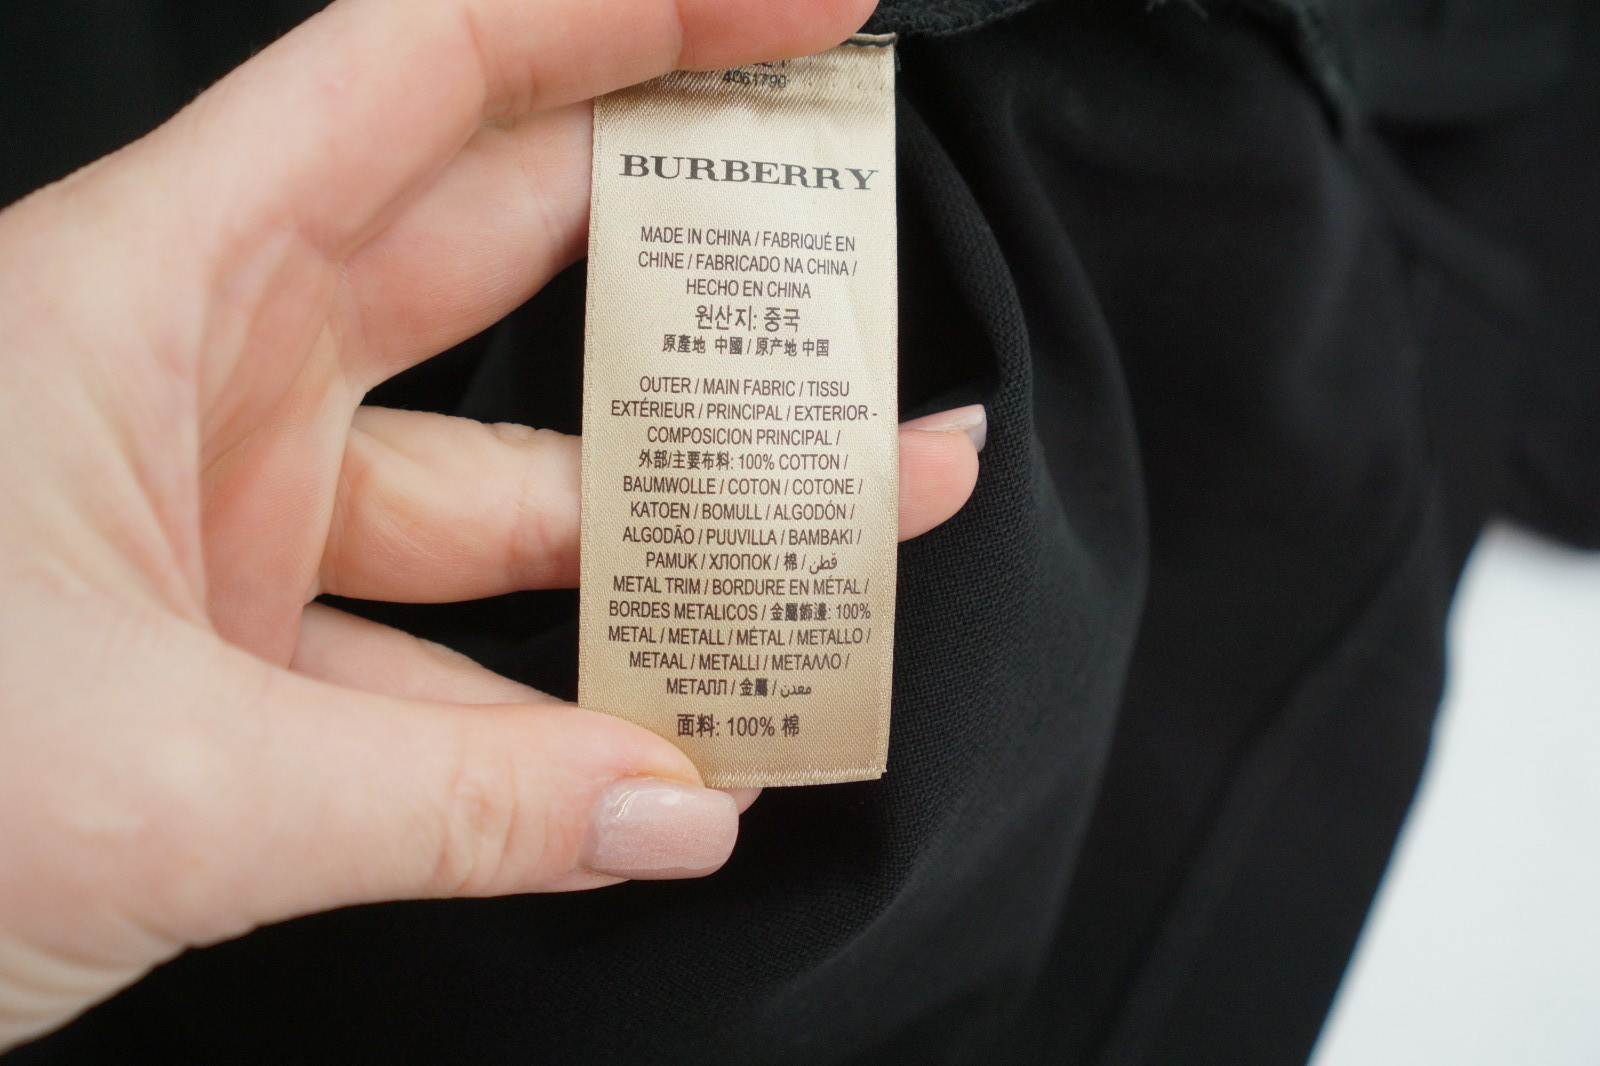 4061790
BURBERRY
MADE IN CHINA / FABRIQUÉ EN
CHINE / FABRICADO NA CHINA /
HECHO EN CHINA
원산지: 중국
原產地 中國 / 原产地 中国
OUTER / MAIN FABRIC / TISSU
EXTÉRIEUR / PRINCIPAL / EXTERIOR -
COMPOSICION PRINCIPAL /
外部/主要布料: 100% COTTON /
BAUMWOLLE / COTON / COTONE /
KATOEN / BOMULL / ALGODÓN /
ALGODÃO / PUUVILLA / BAMBAKI /
PAMUK / ХЛОПОК / 棉 / قطن
METAL TRIM / BORDURE EN MÉTAL /
BORDES METALICOS / 金屬飾邊: 100%
METAL / METALL / MÉTAL / METALLO /
METAAL / METALLI / ΜΕΤΑΛΛΟ /
МЕТАЛЛ / 金屬 / معدن
面料: 100% 棉